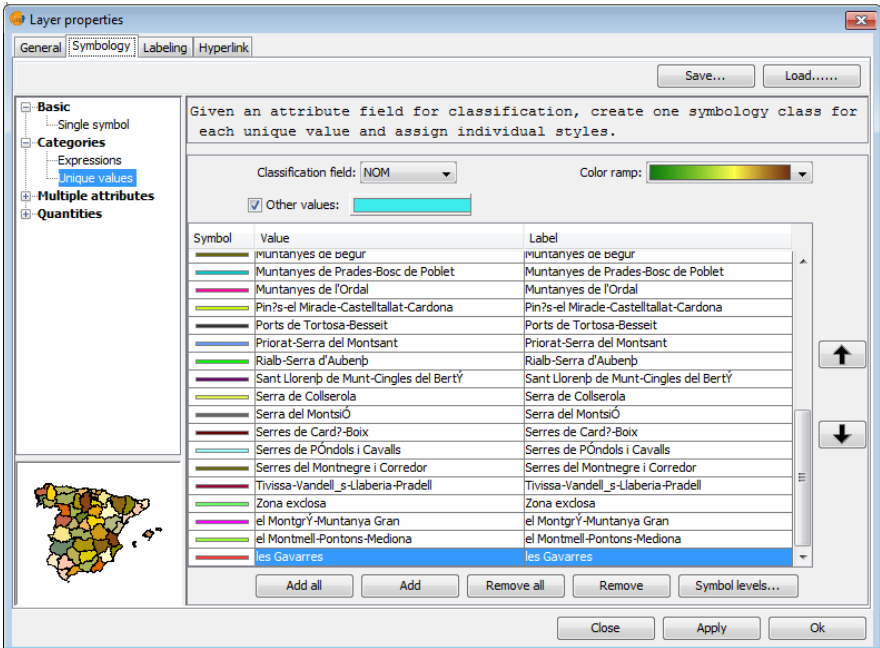 Layer properties
General Symbology Labeling Hyperlink
Save... Load......
Basic
Single symbol
Categories
Expressions
Unique values
Multiple attributes
Quantities
Given an attribute field for classification, create one symbology class for
each unique value and assign individual styles.
Classification field: NOM Color ramp:
Other values:
Symbol Value Label
Muntanyes de Begur Muntanyes de Begur
Muntanyes de Prades-Bosc de Poblet Muntanyes de Prades-Bosc de Poblet
Muntanyes de l'Ordal Muntanyes de l'Ordal
Pin?s-el Miracle-Castelltallat-Cardona Pin?s-el Miracle-Castelltallat-Cardona
Ports de Tortosa-Besseit Ports de Tortosa-Besseit
Priorat-Serra del Montsant Priorat-Serra del Montsant
Rialb-Serra d'Aubenþ Rialb-Serra d'Aubenþ
Sant Llorenþ de Munt-Cingles del BertÝ Sant Llorenþ de Munt-Cingles del BertÝ
Serra de Collserola Serra de Collserola
Serra del MontsiÓ Serra del MontsiÓ
Serres de Card?-Boix Serres de Card?-Boix
Serres de PÓndols i Cavalls Serres de PÓndols i Cavalls
Serres del Montnegre i Corredor Serres del Montnegre i Corredor
Tivissa-Vandell_s-Llaberia-Pradell Tivissa-Vandell_s-Llaberia-Pradell
Zona exclosa Zona exclosa
el MontgrÝ-Muntanya Gran el MontgrÝ-Muntanya Gran
el Montmell-Pontons-Mediona el Montmell-Pontons-Mediona
les Gavarres les Gavarres
Add all Add Remove all Remove Symbol levels...
Close Apply Ok